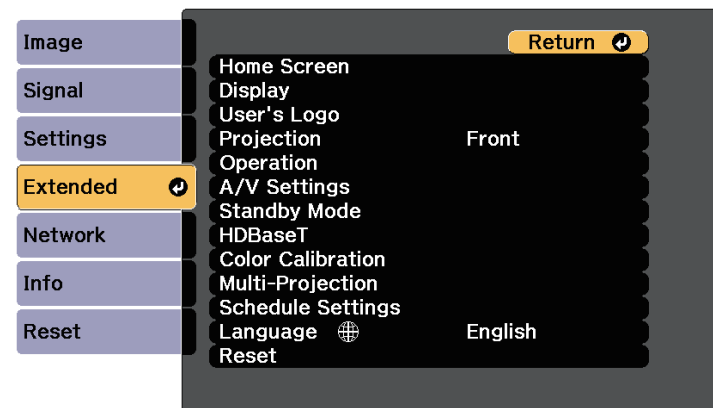 Image
Signal
Settings
Extended
Network
Info
Reset
Return
Home Screen
Display
User's Logo
Projection Front
Operation
A/V Settings
Standby Mode
HDBaseT
Color Calibration
Multi-Projection
Schedule Settings
Language English
Reset